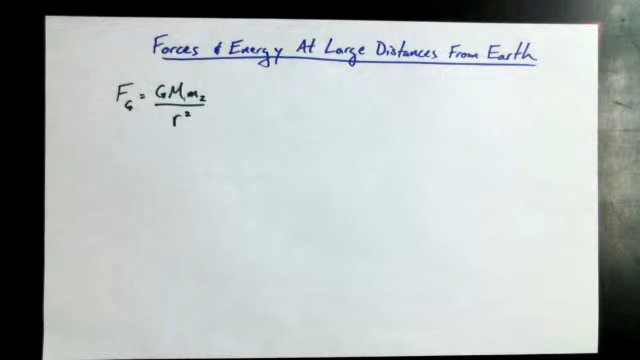 Forces & Energy At Large Distances From Earth
F_G = GMm_2
r^2